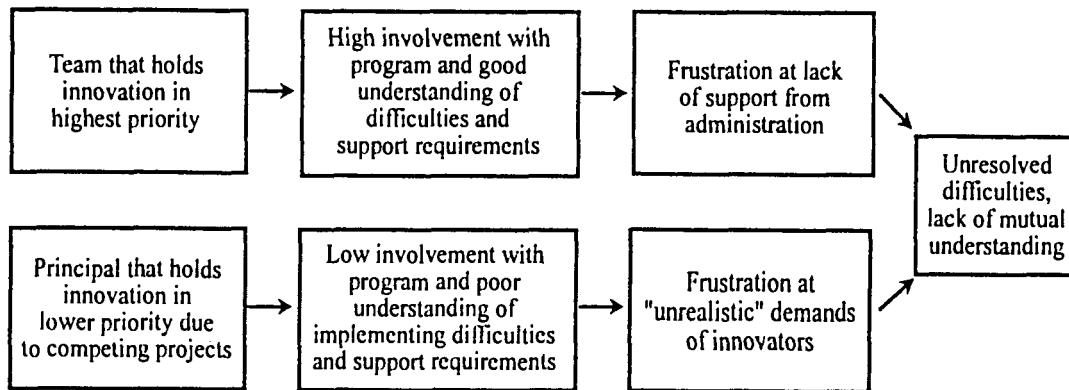 Team that holds
innovation in
highest priority
High involvement with
program and good
understanding of
difficulties and
support requirements
Frustration at lack
of support from
administration
Unresolved
difficulties,
lack of mutual
understanding
Principal that holds
innovation in
lower priority due
to competing projects
Low involvement with
program and poor
understanding of
implementing difficulties
and support requirements
Frustration at
"unrealistic" demands
of innovators